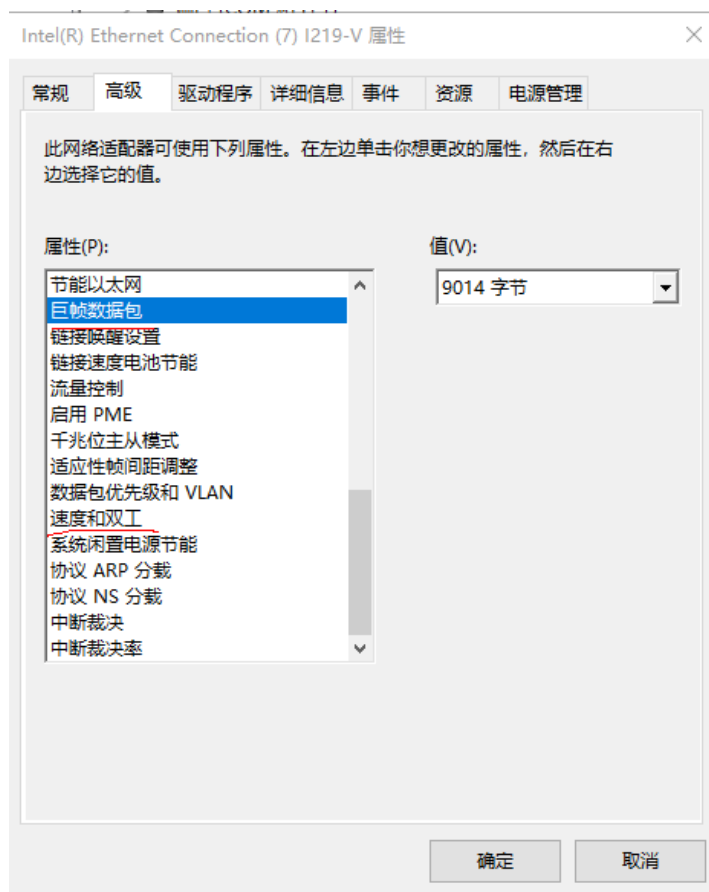 Intel(R) Ethernet Connection (7) I219-V 属性
常规 高级 驱动程序 详细信息 事件 资源 电源管理
此网络适配器可使用下列属性。在左边单击你想更改的属性，然后在右
边选择它的值。
属性(P): 值(V):
节能以太网 9014 字节
巨帧数据包
链接唤醒设置
链接速度电池节能
流量控制
启用 PME
千兆位主从模式
适应性帧间距调整
数据包优先级和 VLAN
速度和双工
系统闲置电源节能
协议 ARP 分载
协议 NS 分载
中断裁决
中断裁决率
确定 取消